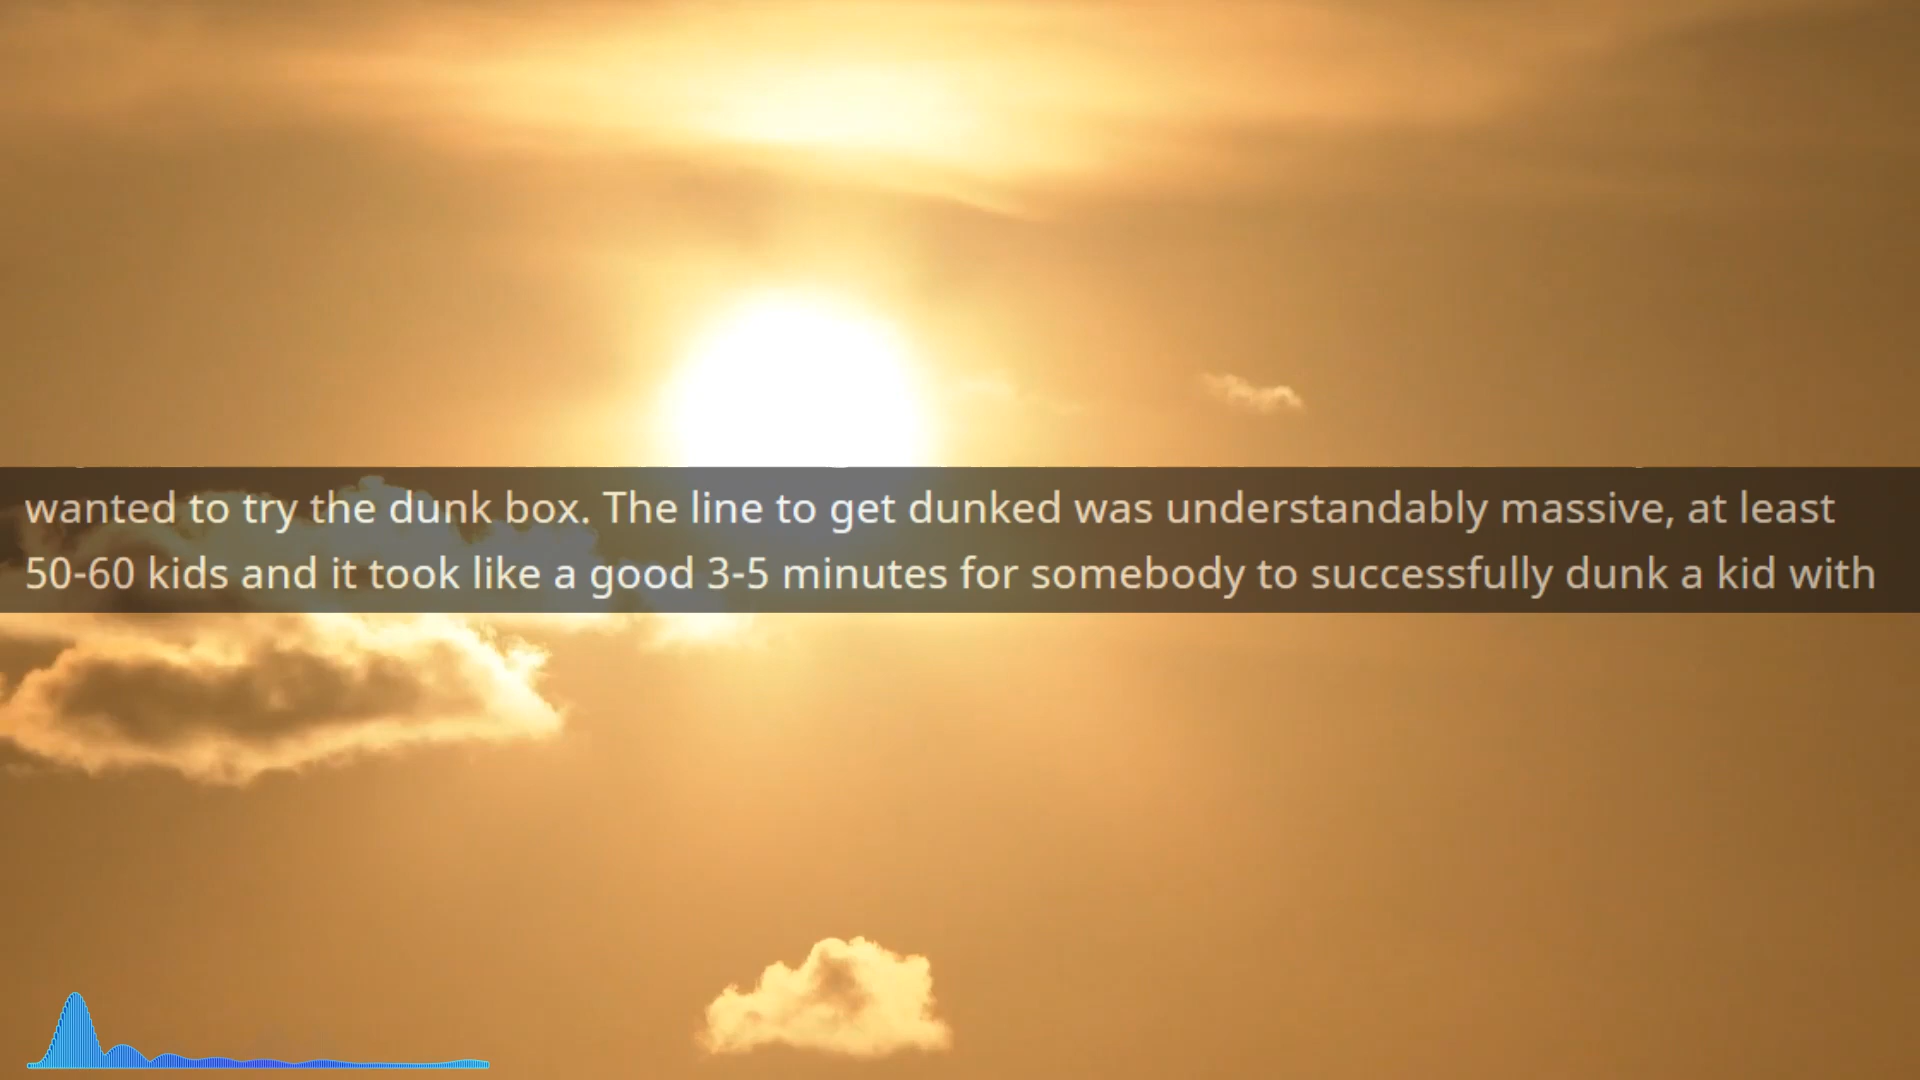 wanted to try the dunk box. The line to get dunked was understandably massive, at least
50-60 kids and it took like a good 3-5 minutes for somebody to successfully dunk a kid with